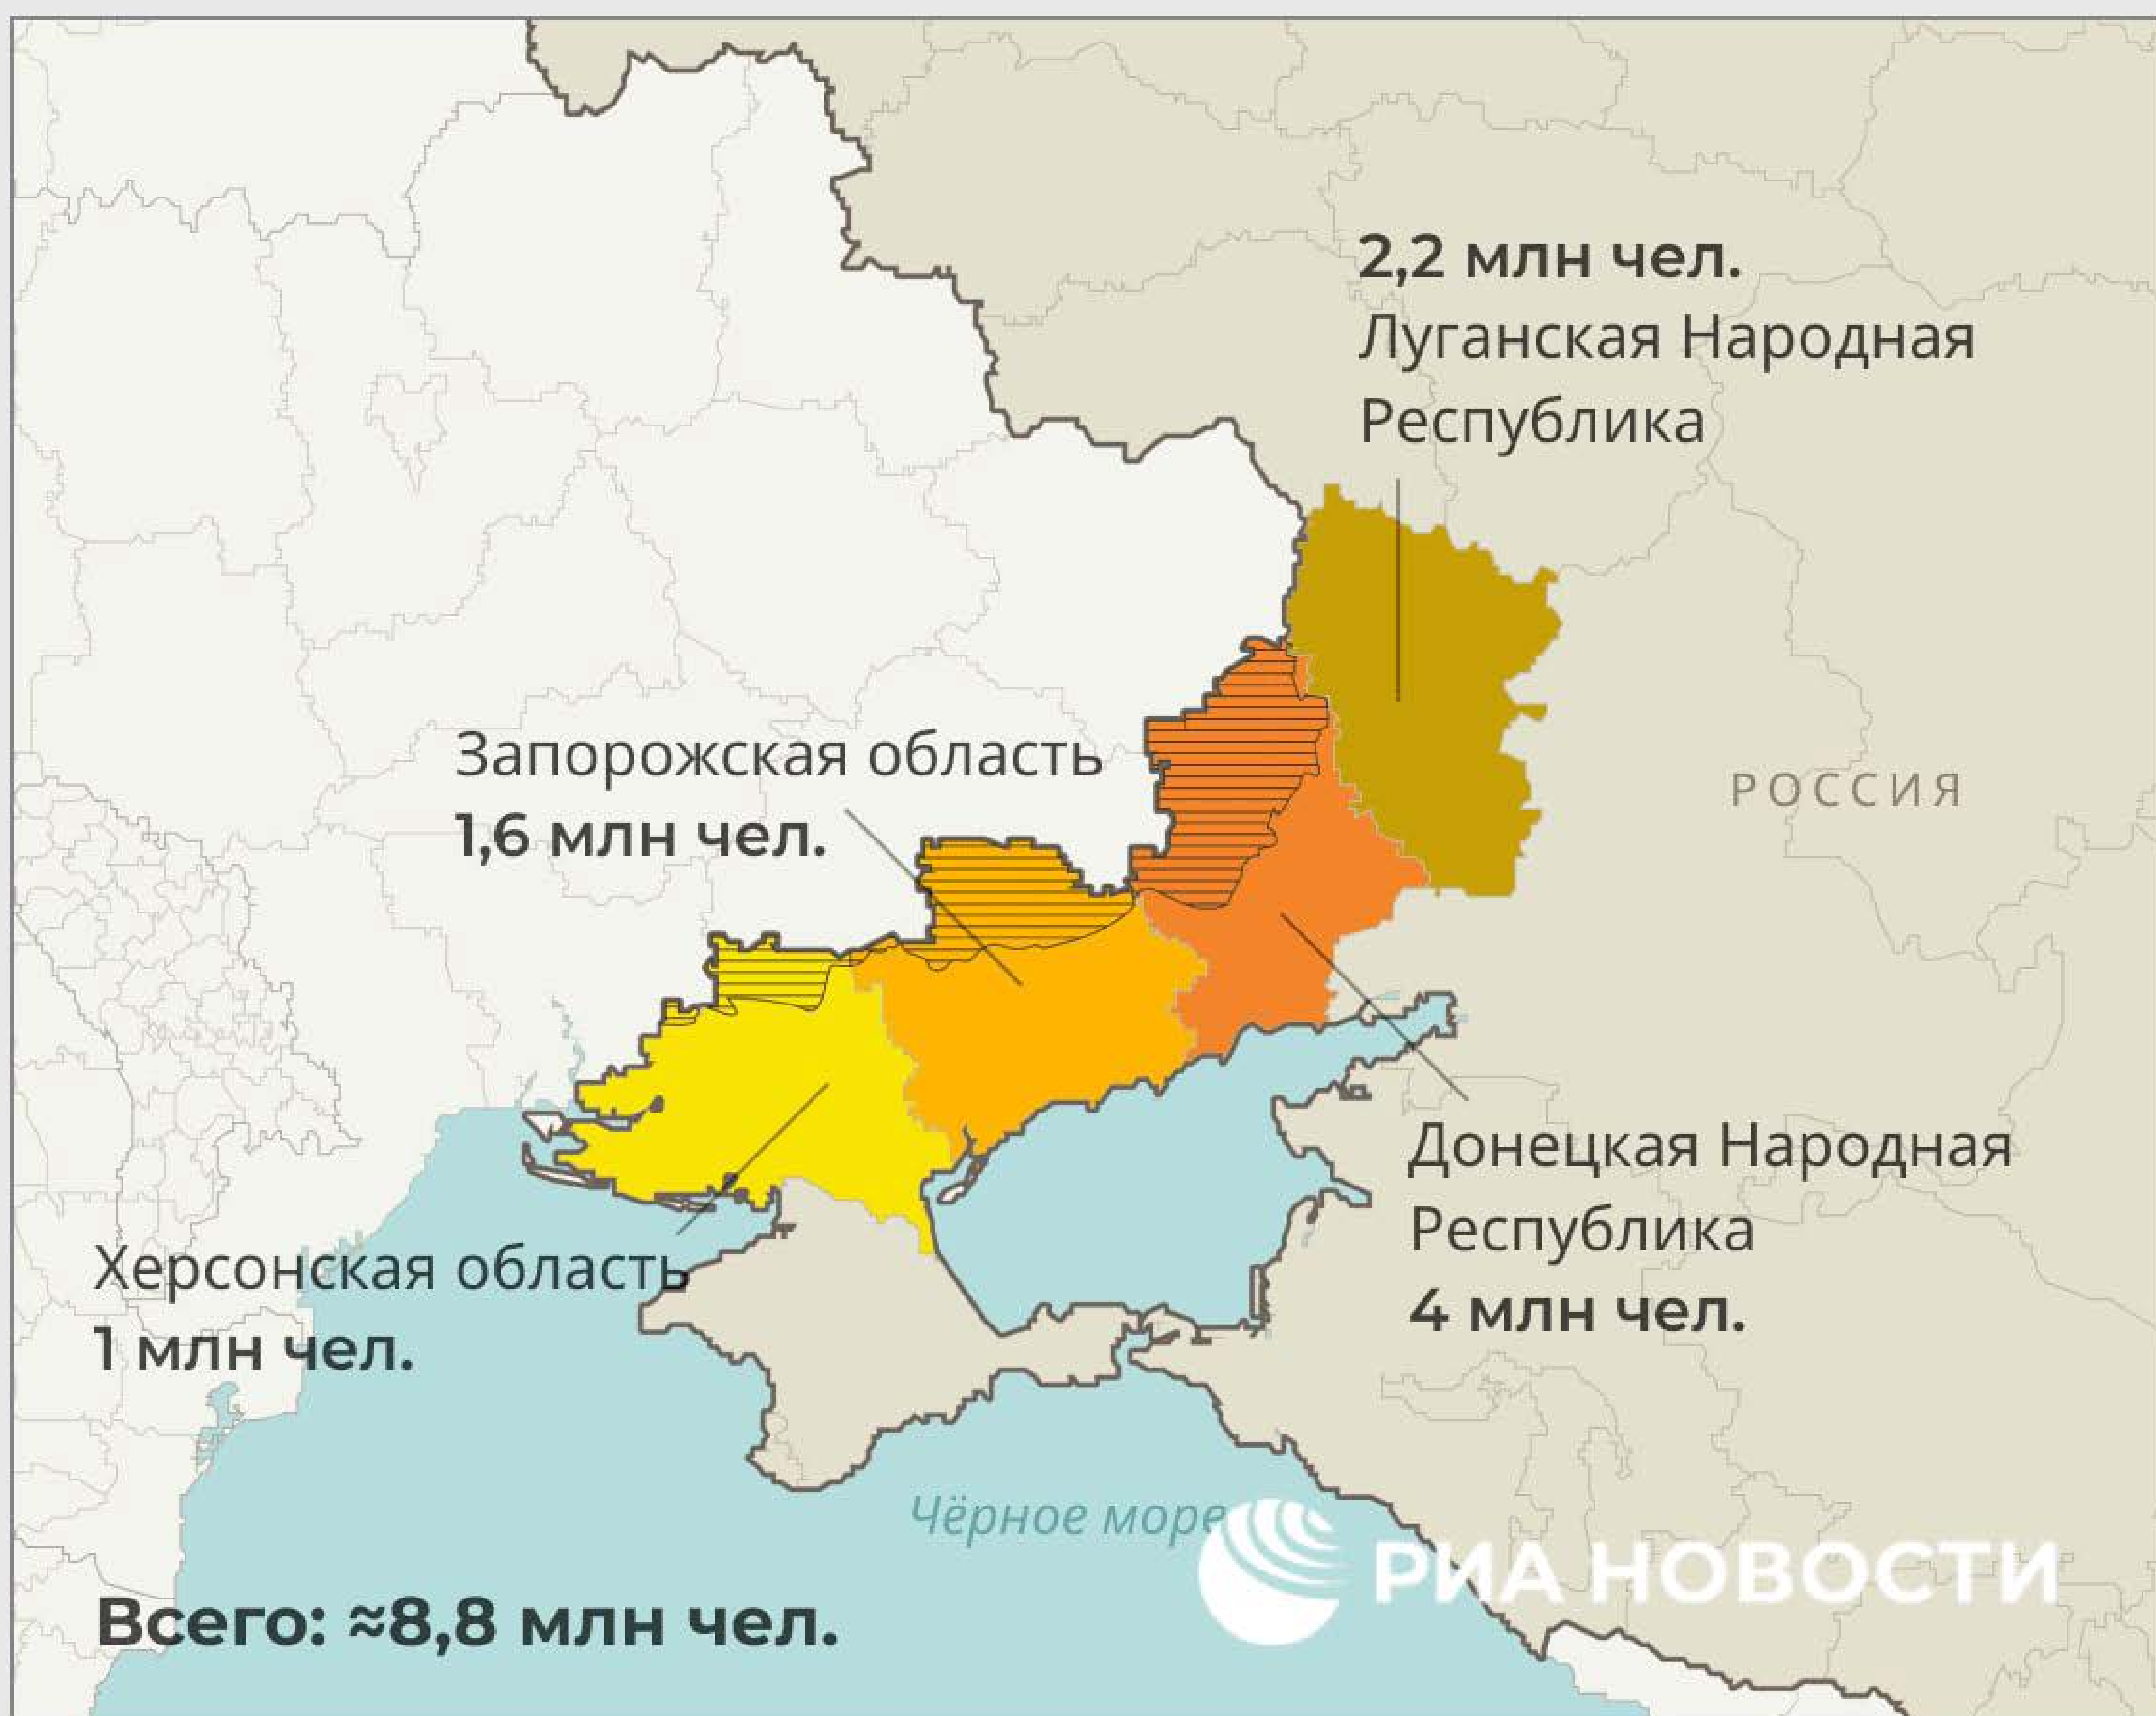 2,2 млн чел.
Луганская Народная
Республика
Запорожская область
1,6 млн чел.
РОССИЯ
Донецкая Народная
Республика
4 млн чел.
Херсонская область
1 млн чел.
Чёрное море
РИА НОВОСТИ
Всего: ≈8,8 млн чел.